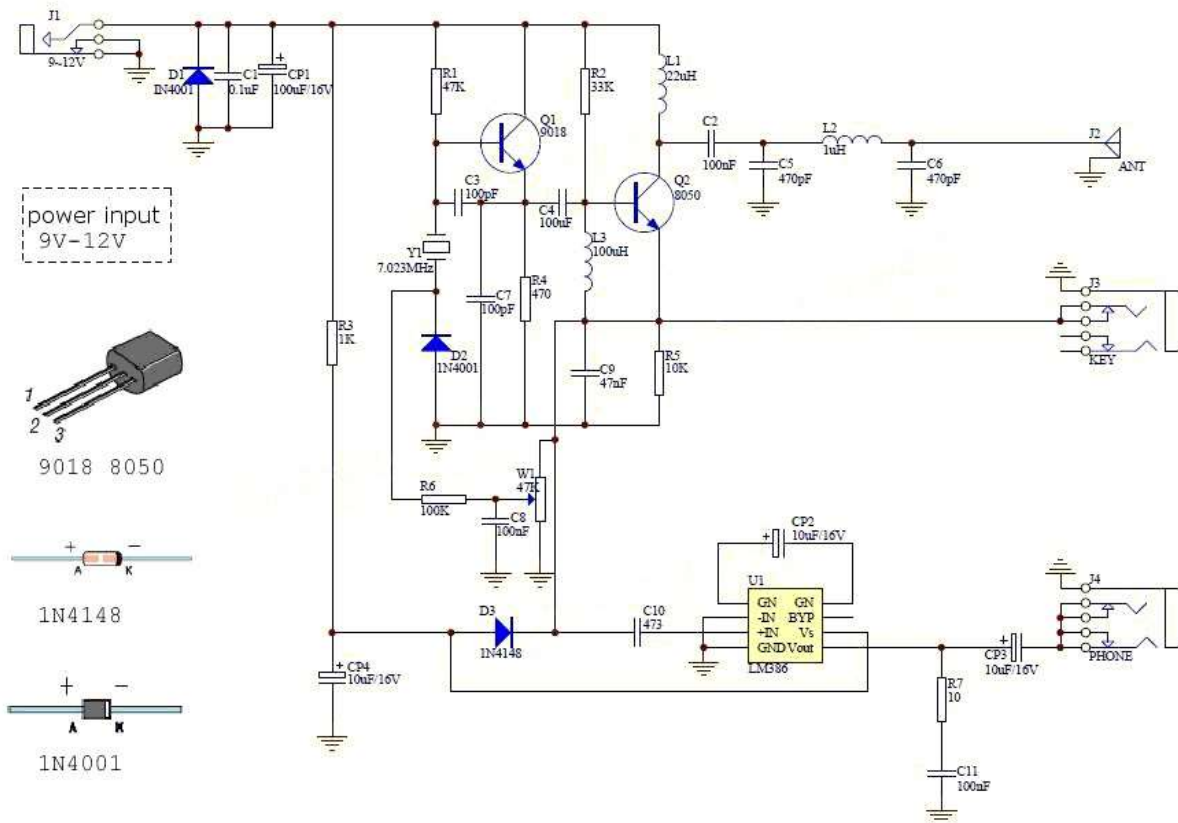 J1
9~12V
D1
IN4001
C1
0.1uF
CP1
100uF/16V
+
R1
47K
Q1
9018
R2
33K
L1
22uH
C2
100nF
L2
1uH
C5
470pF
C6
470pF
J2
ANT
power input
9V-12V
C3
100pF
C4
100uF
Q2
8050
L3
100uH
Y1
7.023MHz
C7
100pF
R4
470
J3
KEY
R3
1K
D2
1N4001
C9
47nF
R5
10K
1
2
3
9018 8050
R6
100K
C8
100nF
W1
47K
CP2
10uF/16V
+
+ −
A K
1N4148
U1
GN GN
-IN BYP
+IN Vs
GND Vout
LM386
D3
1N4148
C10
473
J4
PHONE
+
CP3
10uF/16V
+
CP4
10uF/16V
R7
10
+ −
A K
1N4001
C11
100nF